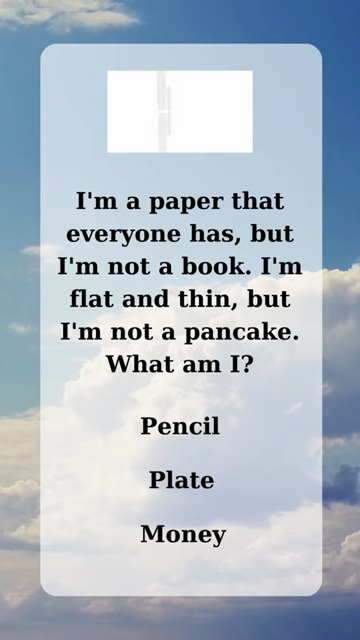 I'm a paper that
everyone has, but
I'm not a book. I'm
flat and thin, but
I'm not a pancake.
What am I?
Pencil
Plate
Money